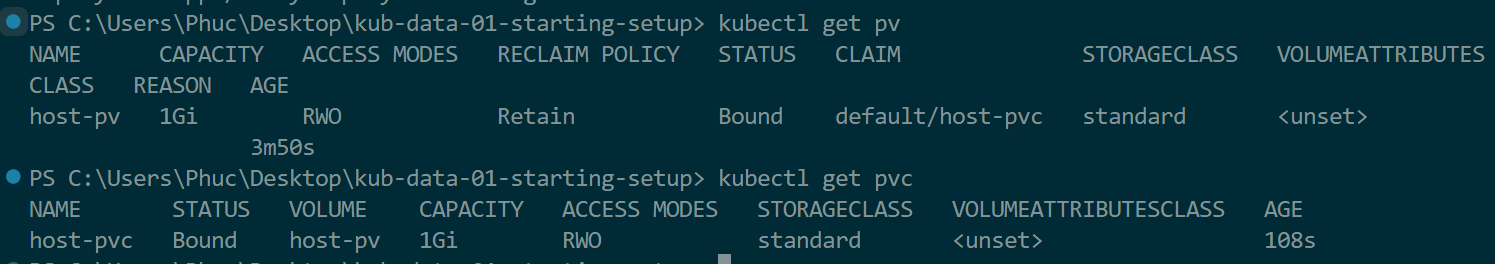 PS C:\Users\Phuc\Desktop\kub-data-01-starting-setup> kubectl get pv
NAME CAPACITY ACCESS MODES RECLAIM POLICY STATUS CLAIM STORAGECLASS VOLUMEATTRIBUTES
CLASS REASON AGE
host-pv 1Gi RWO Retain Bound default/host-pvc standard <unset>
3m50s
PS C:\Users\Phuc\Desktop\kub-data-01-starting-setup> kubectl get pvc
NAME STATUS VOLUME CAPACITY ACCESS MODES STORAGECLASS VOLUMEATTRIBUTESCLASS AGE
host-pvc Bound host-pv 1Gi RWO standard <unset> 108s